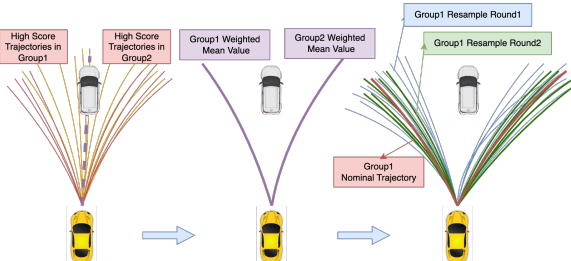 High Score
Trajectories in
Group1
High Score
Trajectories in
Group2
Group1 Weighted
Mean Value
Group2 Weighted
Mean Value
Group1 Resample Round1
Group1 Resample Round2
Group1
Nominal Trajectory